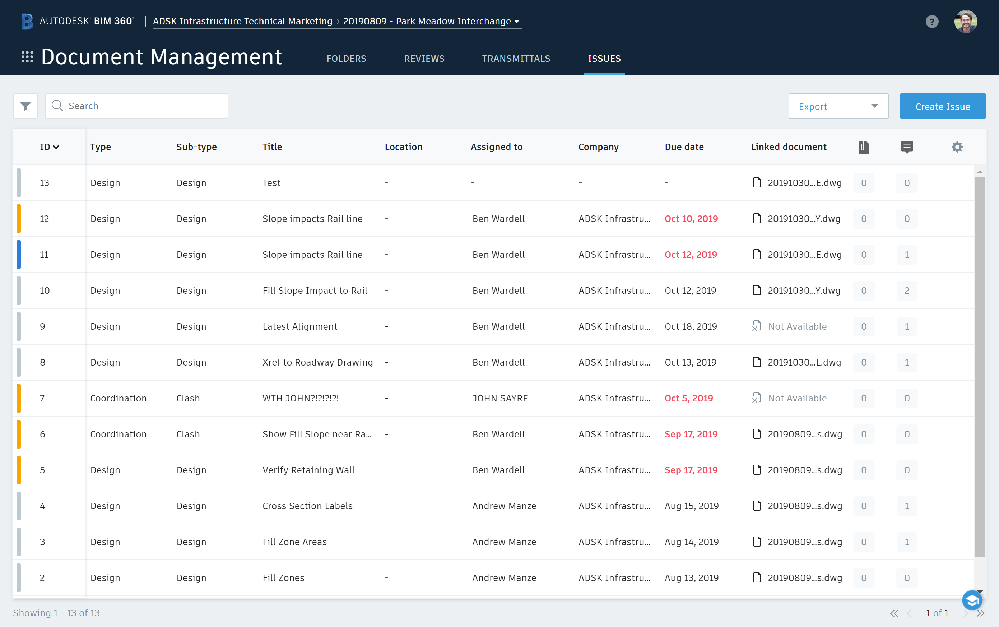 AUTODESK® BIM 360™ ADSK Infrastructure Technical Marketing > 20190809 - Park Meadow Interchange
Document Management FOLDERS REVIEWS TRANSMITTALS ISSUES
Search Export Create Issue
ID Type Sub-type Title Location Assigned to Company Due date Linked document
13 Design Design Test - - - - 20191030...E.dwg 0 0
12 Design Design Slope impacts Rail line - Ben Wardell ADSK Infrastru... Oct 10, 2019 20191030...Y.dwg 0 0
11 Design Design Slope impacts Rail line - Ben Wardell ADSK Infrastru... Oct 12, 2019 20191030...E.dwg 0 1
10 Design Design Fill Slope Impact to Rail - Ben Wardell ADSK Infrastru... Oct 12, 2019 20191030...Y.dwg 0 2
9 Design Design Latest Alignment - Ben Wardell ADSK Infrastru... Oct 18, 2019 Not Available 0 1
8 Design Design Xref to Roadway Drawing - Ben Wardell ADSK Infrastru... Oct 13, 2019 20191030...L.dwg 0 1
7 Coordination Clash WTH JOHN?!?!?!?! - JOHN SAYRE ADSK Infrastru... Oct 5, 2019 Not Available 0 0
6 Coordination Clash Show Fill Slope near Ra... - Ben Wardell ADSK Infrastru... Sep 17, 2019 20190809...s.dwg 0 0
5 Design Design Verify Retaining Wall - Ben Wardell ADSK Infrastru... Sep 17, 2019 20190809...s.dwg 0 0
4 Design Design Cross Section Labels - Andrew Manze ADSK Infrastru... Aug 15, 2019 20190809...s.dwg 0 1
3 Design Design Fill Zone Areas - Andrew Manze ADSK Infrastru... Aug 14, 2019 20190809...s.dwg 0 1
2 Design Design Fill Zones - Andrew Manze ADSK Infrastru... Aug 13, 2019 20190809...s.dwg 0 0
Showing 1 - 13 of 13 1 of 1